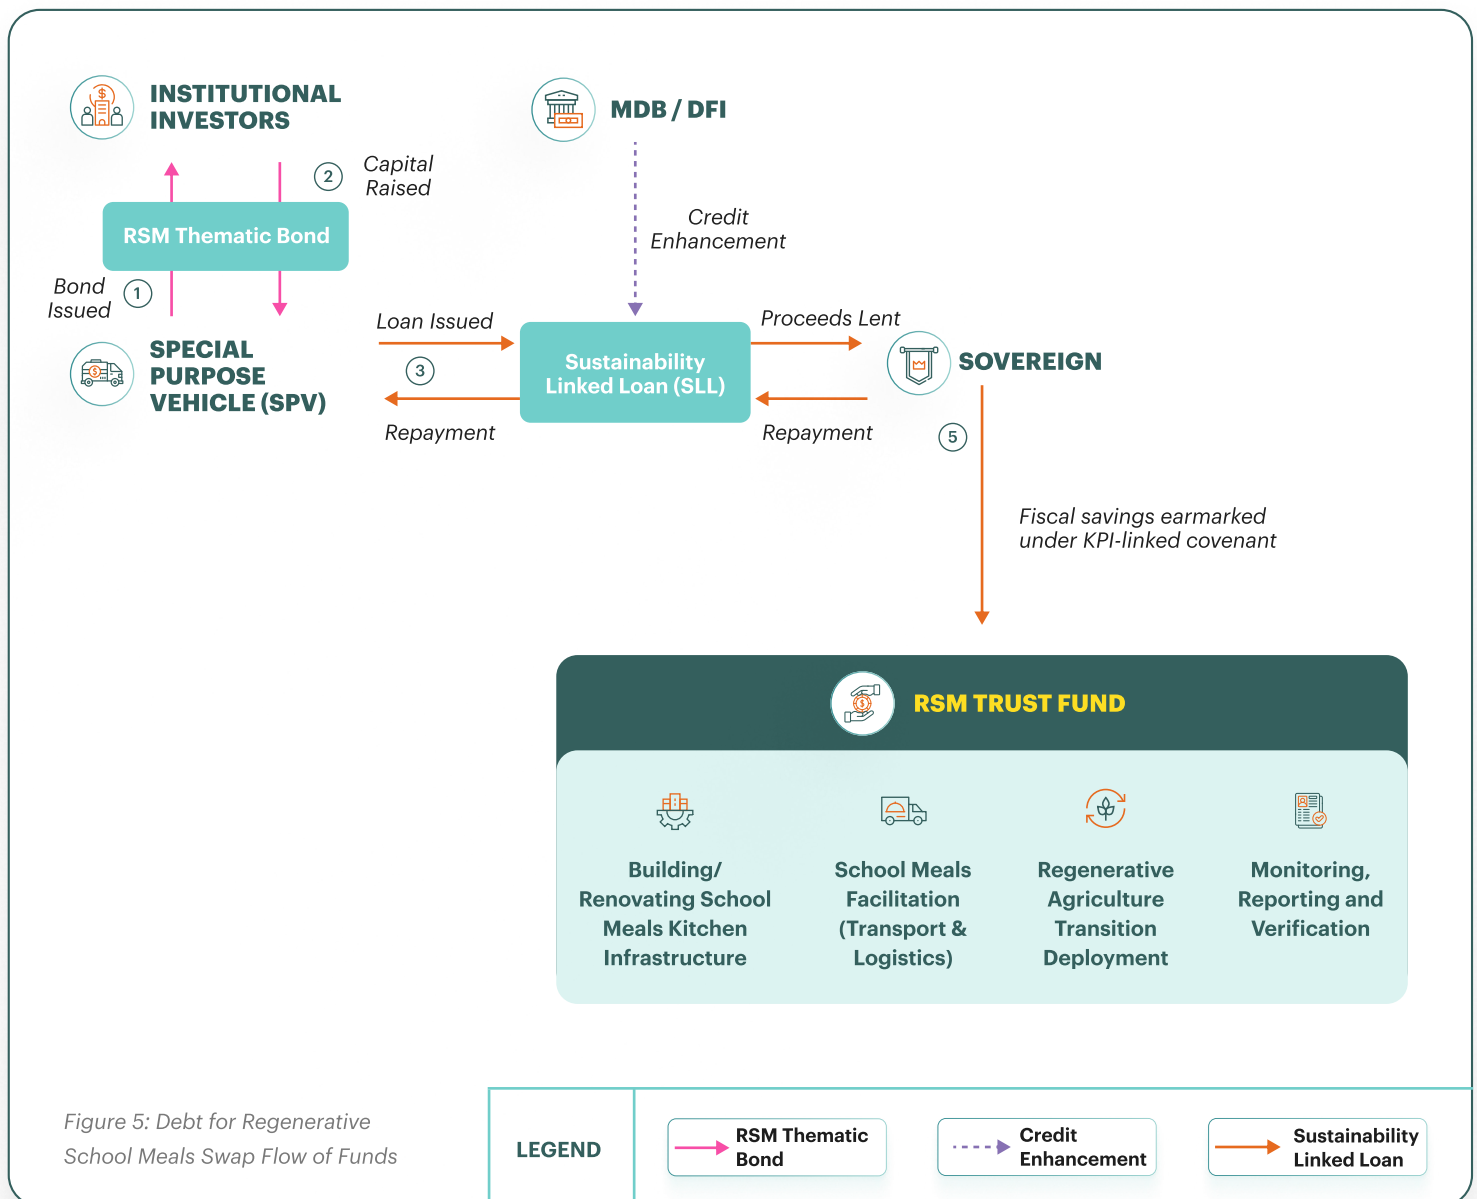 INSTITUTIONAL
INVESTORS
MDB / DFI
2
Capital
Raised
RSM Thematic Bond
Credit
Enhancement
Bond
Issued
1
SPECIAL
PURPOSE
VEHICLE (SPV)
Loan Issued
3
Repayment
Sustainability
Linked Loan (SLL)
Proceeds Lent
Repayment
SOVEREIGN
5
Fiscal savings earmarked
under KPI-linked covenant
RSM TRUST FUND
Building/
Renovating School
Meals Kitchen
Infrastructure
School Meals
Facilitation
(Transport &
Logistics)
Regenerative
Agriculture
Transition
Deployment
Monitoring,
Reporting and
Verification
Figure 5: Debt for Regenerative
School Meals Swap Flow of Funds
LEGEND
RSM Thematic
Bond
Credit
Enhancement
Sustainability
Linked Loan